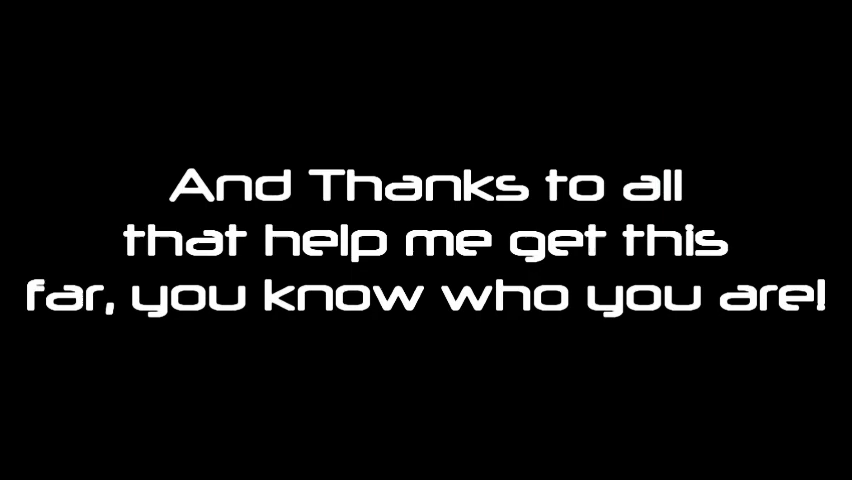 And Thanks to all
that help me get this
far, you know who you are!